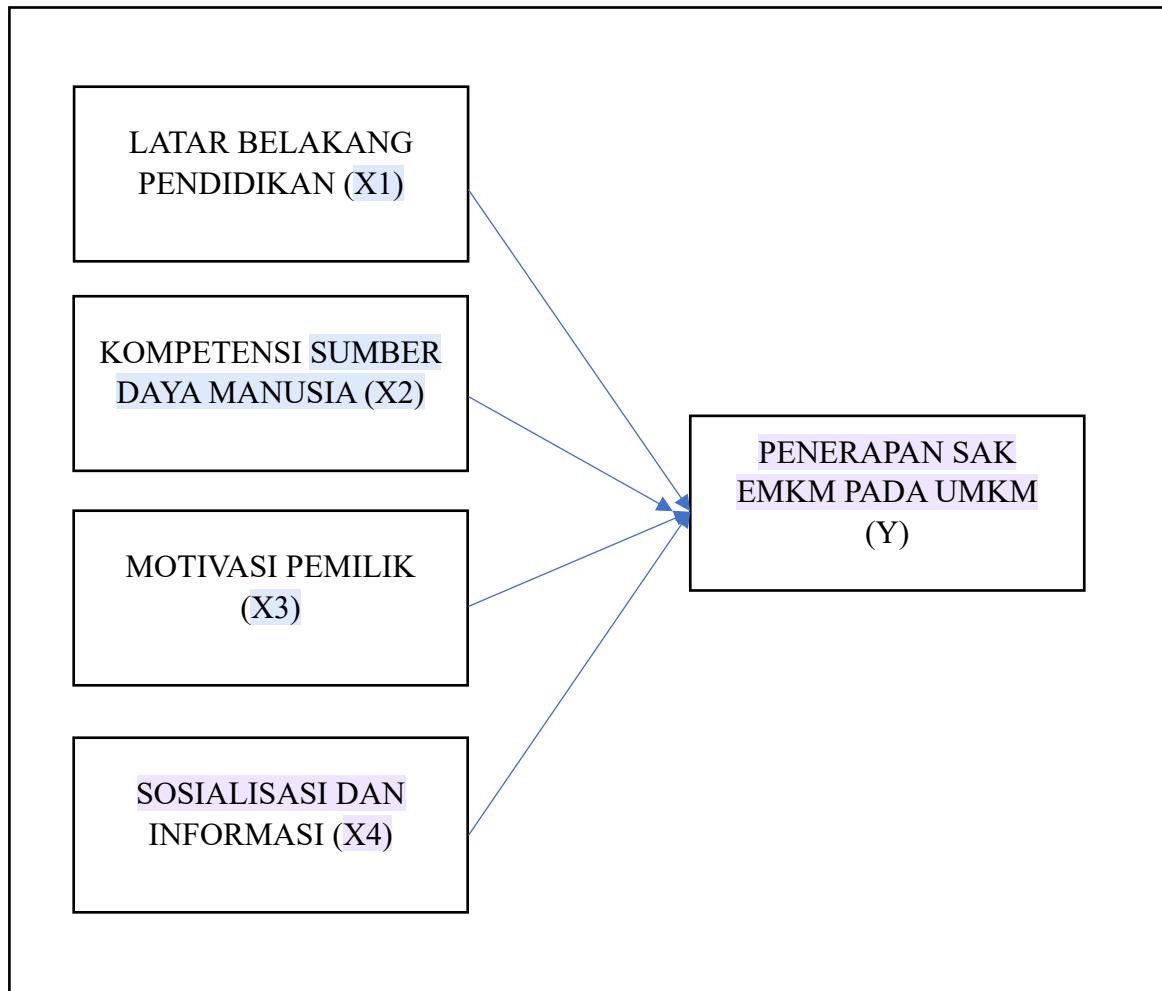 LATAR BELAKANG
PENDIDIKAN (X1)
KOMPETENSI SUMBER
DAYA MANUSIA (X2)
MOTIVASI PEMILIK
(X3)
SOSIALISASI DAN
INFORMASI (X4)
PENERAPAN SAK
EMKM PADA UMKM
(Y)